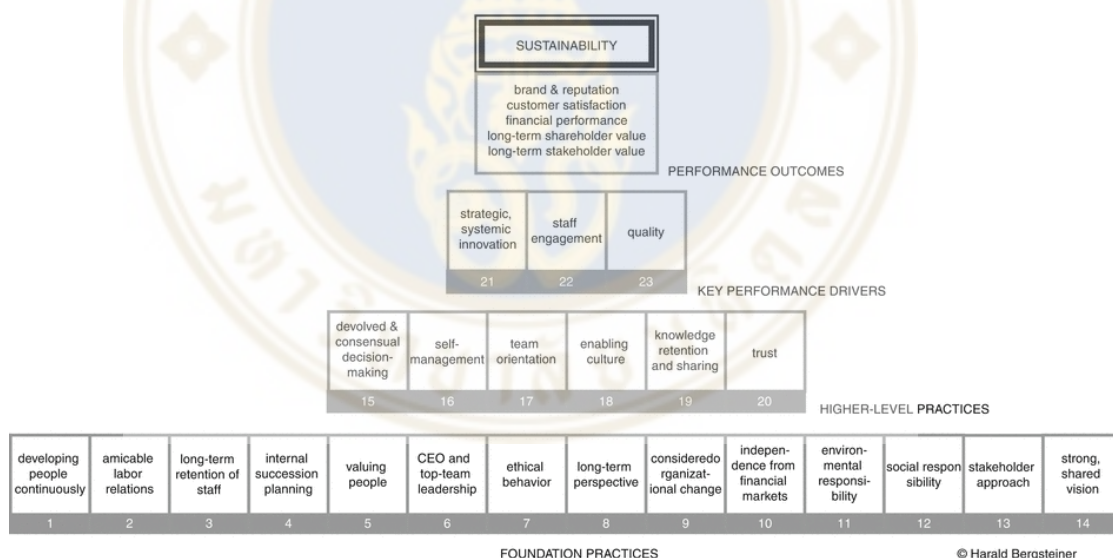 SUSTAINABILITY
brand & reputation
customer satisfaction
financial performance
long-term shareholder value
long-term stakeholder value
PERFORMANCE OUTCOMES
strategic,
systemic
innovation
staff
engagement
quality
21
22
23
KEY PERFORMANCE DRIVERS
devolved &
consensual
decision-
making
self-
management
team
orientation
enabling
culture
knowledge
retention
and sharing
trust
15
16
17
18
19
20
HIGHER-LEVEL PRACTICES
developing
people
continuously
amicable
labor
relations
long-term
retention of
staff
internal
succession
planning
valuing
people
CEO and
top-team
leadership
ethical
behavior
long-term
perspective
consideredo
rganizat-
ional change
indepen-
dence from
financial
markets
environ-
mental
responsi-
bility
social respon
sibility
stakeholder
approach
strong,
shared
vision
1
2
3
4
5
6
7
8
9
10
11
12
13
14
FOUNDATION PRACTICES
© Harald Bergsteiner